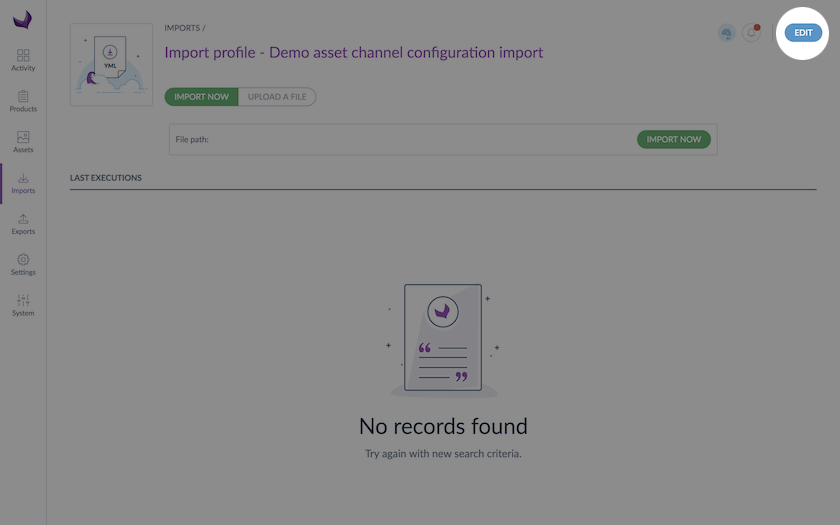 IMPORTS /
EDIT
Import profile - Demo asset channel configuration import
YML
IMPORT NOW
UPLOAD A FILE
File path:
IMPORT NOW
LAST EXECUTIONS
Activity
Products
Assets
Imports
Exports
Settings
System
No records found
Try again with new search criteria.